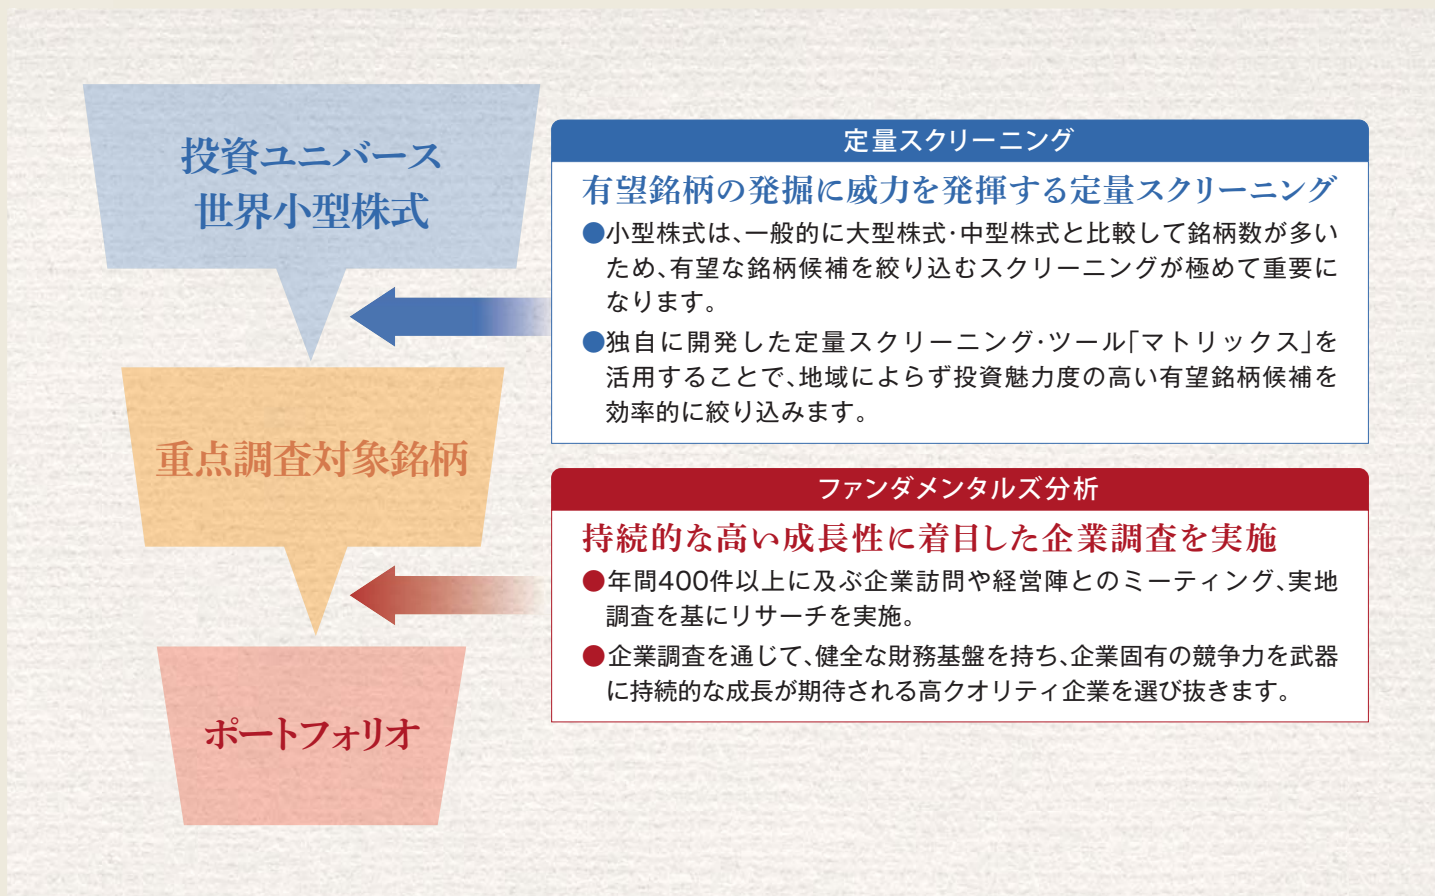 投資ユニバース
世界小型株式
定量スクリーニング
有望銘柄の発掘に威力を発揮する定量スクリーニング
●小型株式は、一般的に大型株式・中型株式と比較して銘柄数が多い
ため、有望な銘柄候補を絞り込むスクリーニングが極めて重要に
なります。
●独自に開発した定量スクリーニング・ツール「マトリックス」を
活用することで、地域によらず投資魅力度の高い有望銘柄候補を
効率的に絞り込みます。
重点調査対象銘柄
ファンダメンタルズ分析
持続的な高い成長性に着目した企業調査を実施
●年間400件以上に及ぶ企業訪問や経営陣とのミーティング、実地
調査を基にリサーチを実施。
●企業調査を通じて、健全な財務基盤を持ち、企業固有の競争力を武器
に持続的な成長が期待される高クオリティ企業を選び抜きます。
ポートフォリオ